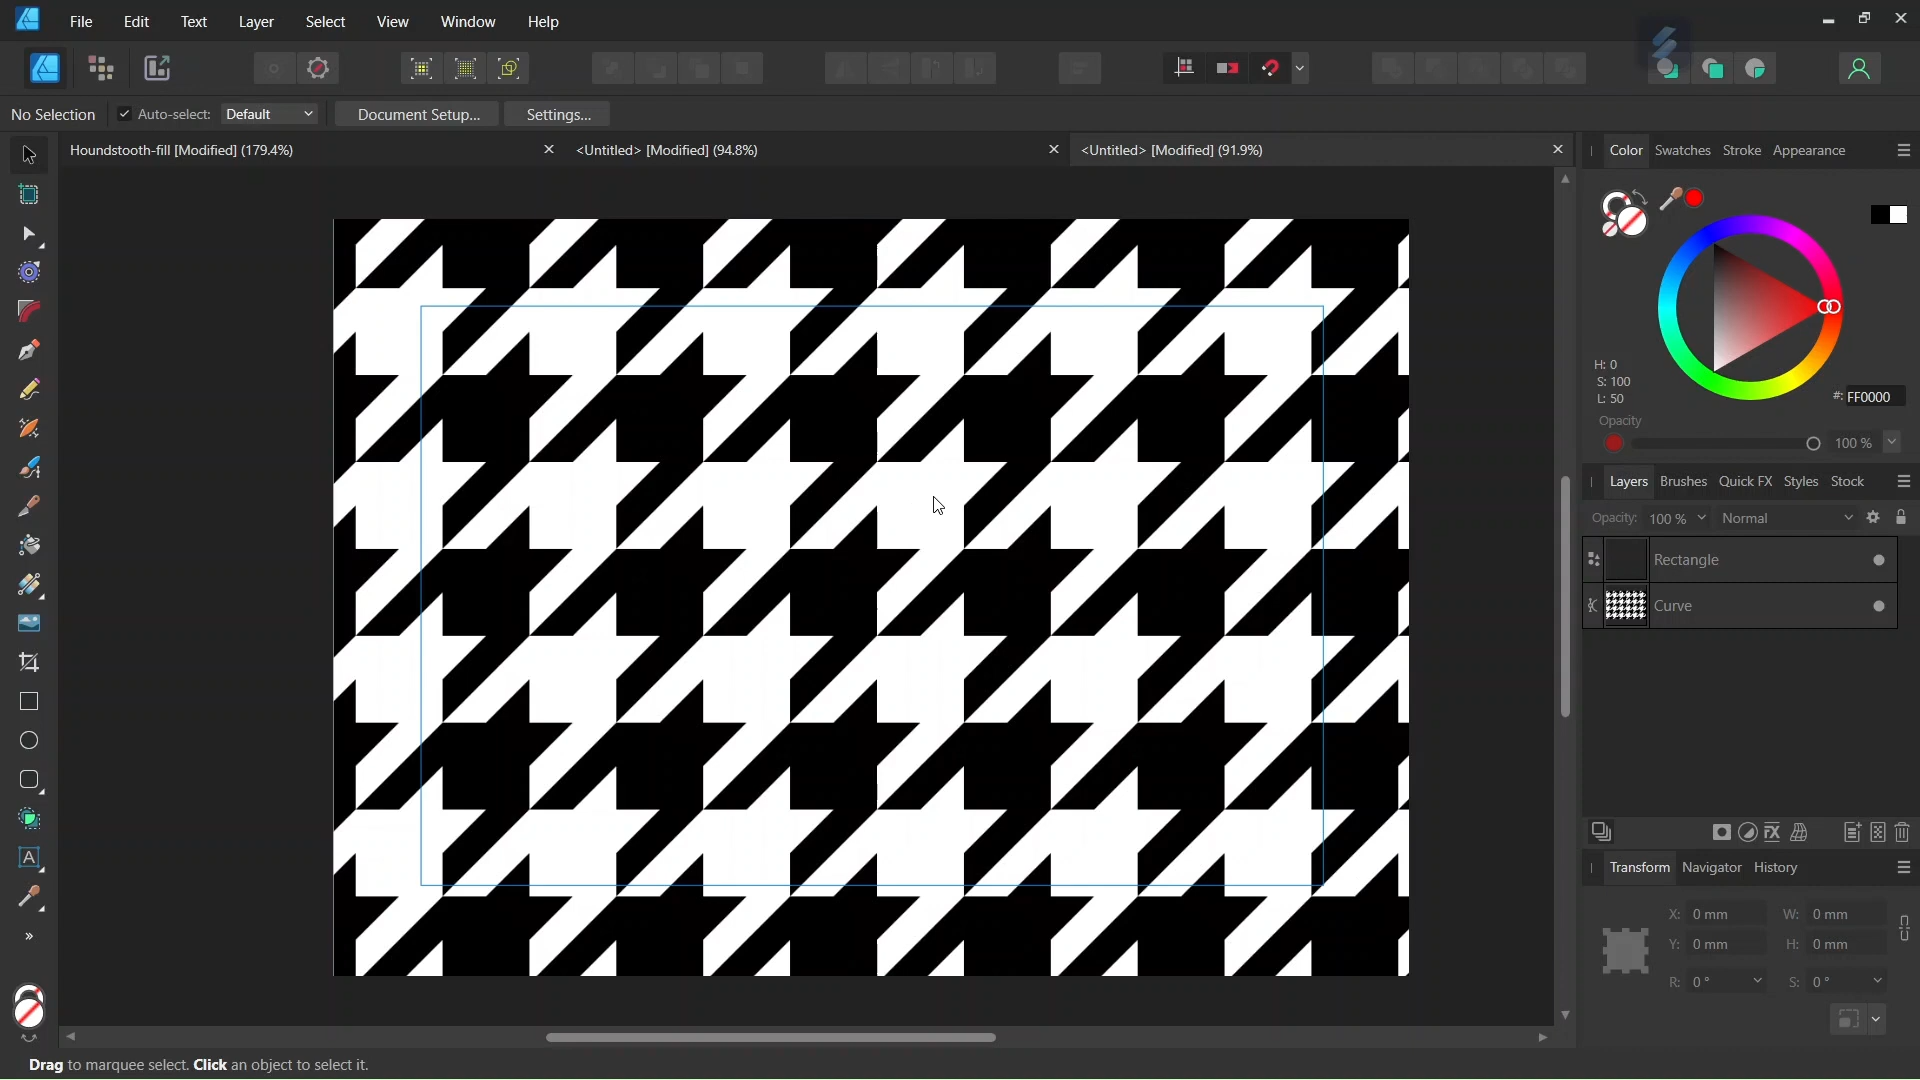 File Edit Text Layer Select View Window Help
No Selection Auto-select: Default Document Setup... Settings...
Houndstooth-fill [Modified] (179.4%) <Untitled> [Modified] (94.8%) <Untitled> [Modified] (91.9%)
Color Swatches Stroke Appearance
H: 0
S: 100
L: 50
#: FF0000
Opacity
100 %
Layers Brushes Quick FX Styles Stock
Opacity: 100 % Normal
Rectangle
Curve
Transform Navigator History
X: 0 mm W: 0 mm
Y: 0 mm H: 0 mm
R: 0 ° S: 0 °
Drag to marquee select. Click an object to select it.